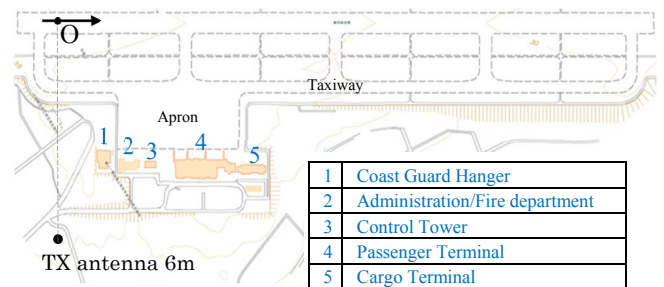 O
Taxiway
Apron
1
2
3
4
5
TX antenna 6m
1 Coast Guard Hanger
2 Administration/Fire department
3 Control Tower
4 Passenger Terminal
5 Cargo Terminal